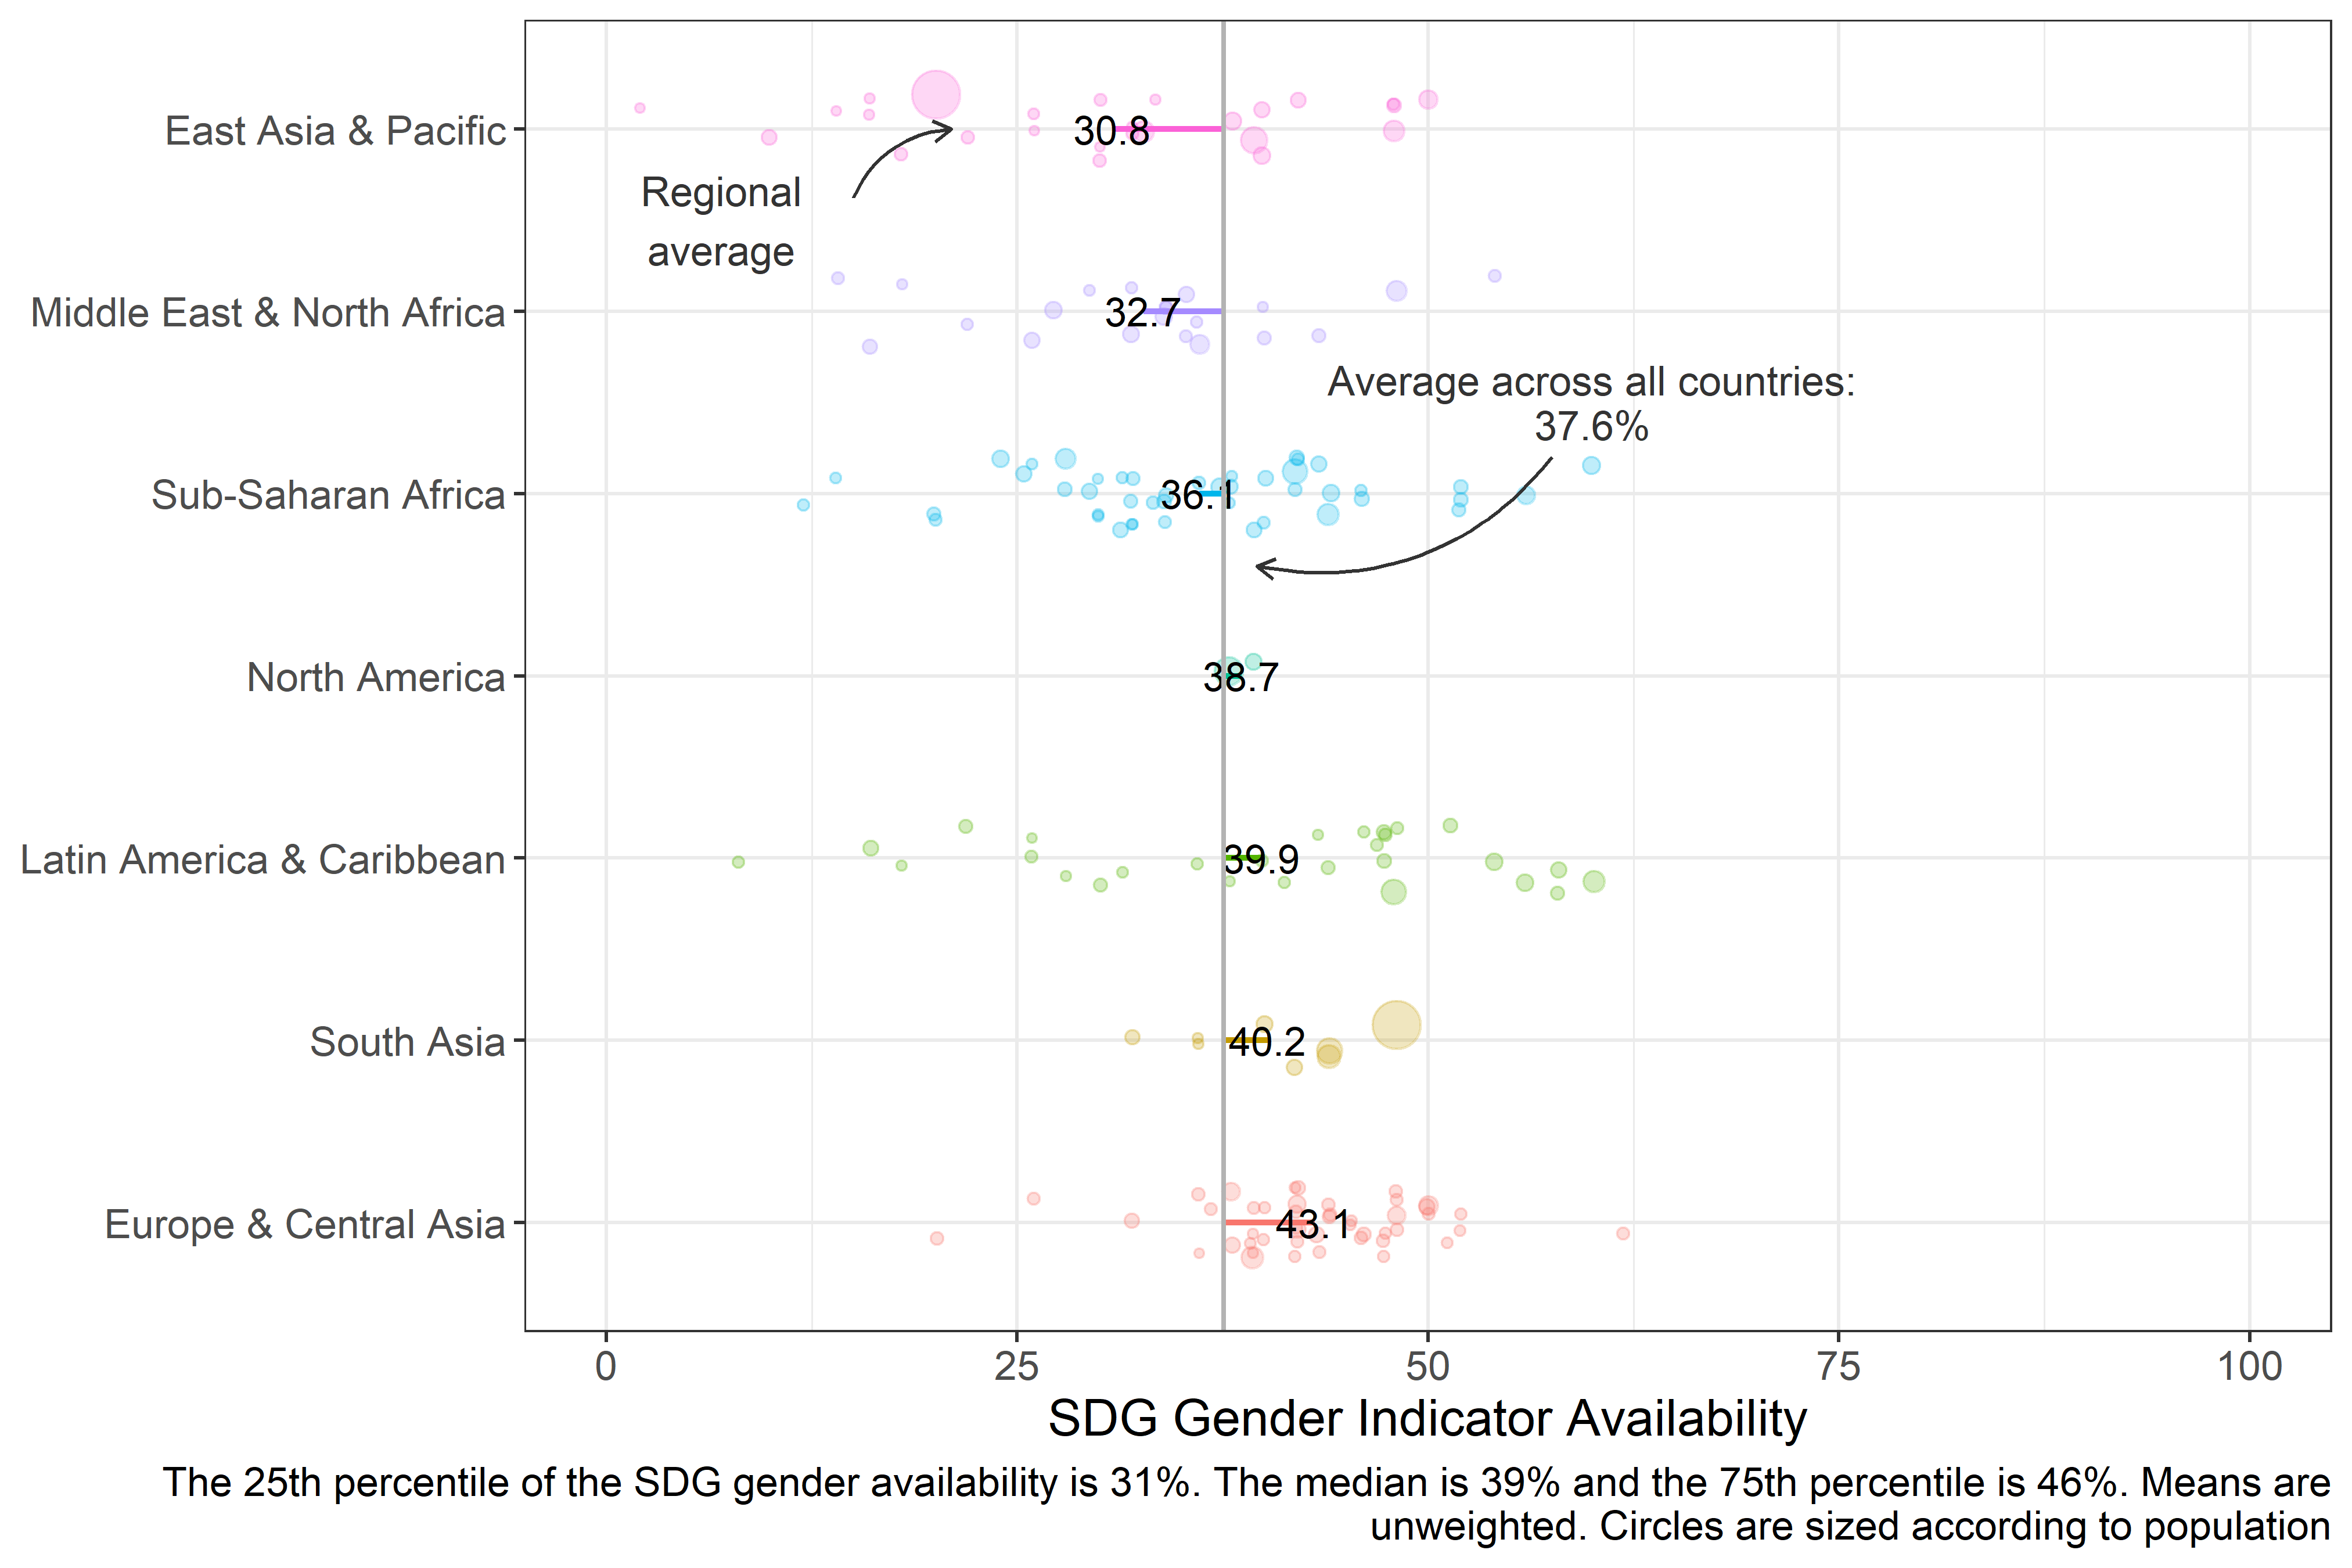 East Asia & Pacific
30.8
Regional
average
Middle East & North Africa
32.7
Average across all countries:
37.6%
Sub-Saharan Africa
36.1
North America
38.7
Latin America & Caribbean
39.9
South Asia
40.2
Europe & Central Asia
43.1
0 25 50 75 100
SDG Gender Indicator Availability
The 25th percentile of the SDG gender availability is 31%. The median is 39% and the 75th percentile is 46%. Means are
unweighted. Circles are sized according to population